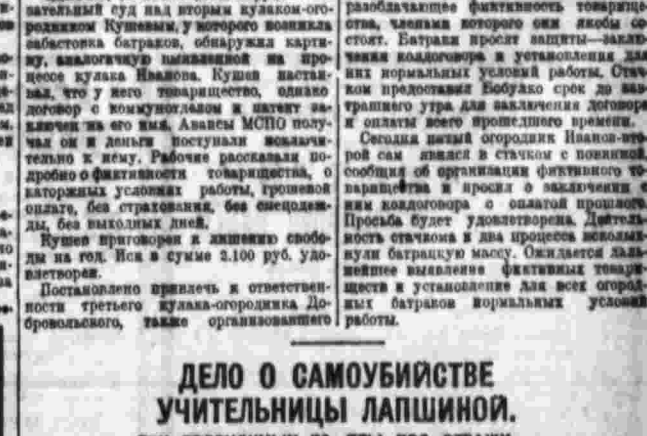 зательный суд над вторым кулаком-ого-
родником Кушевым, у которого возникла
забастовка батраков, обнаружил карти-
ну, аналогичную выявленной на про-
цессе кулака Иванова. Кушев настаи-
вал, что у него товарищество, однако
договор с коммунотделом и патент за-
ключен на его имя. Авансы МСПО полу-
чал он и деньги поступали исключи-
тельно к нему. Рабочие рассказали по-
дробно о фиктивности товарищества, о
каторжных условиях работы, грошевой
оплате, без страхования, без спецодеж-
ды, без выходных дней.
Кушев приговорен к лишению свобо-
ды на год. Иск в сумме 2.100 руб. удо-
влетворен.
Постановлено привлечь к ответствен-
ности третьего кулака-огородника До-
бровольского, также организовавшего
разоблачающее фиктивность товарище-
ства, членами которого они якобы со-
стоят. Батраки просят защиты—заклю-
чения колдоговора и установления для
них нормальных условий работы. Стач-
ком предоставил Бобулко срок до зав-
трашнего утра для заключения договора
и оплаты всего прошедшего времени.
Сегодня пятый огородник Иванов-вто-
рой сам явился в стачком с повинной,
сообщил об организации фиктивного то-
варищества и просил о заключении с
ним колдоговора с оплатой прошлого.
Просьба будет удовлетворена. Деятель-
ность стачкома и два процесса всколых-
нули батрацкую массу. Ожидается даль-
нейшее выявление фиктивных товари-
ществ и установление для всех огород-
ных батраков нормальных условий
работы.
ДЕЛО О САМОУБИЙСТВЕ
УЧИТЕЛЬНИЦЫ ЛАПШИНОЙ.